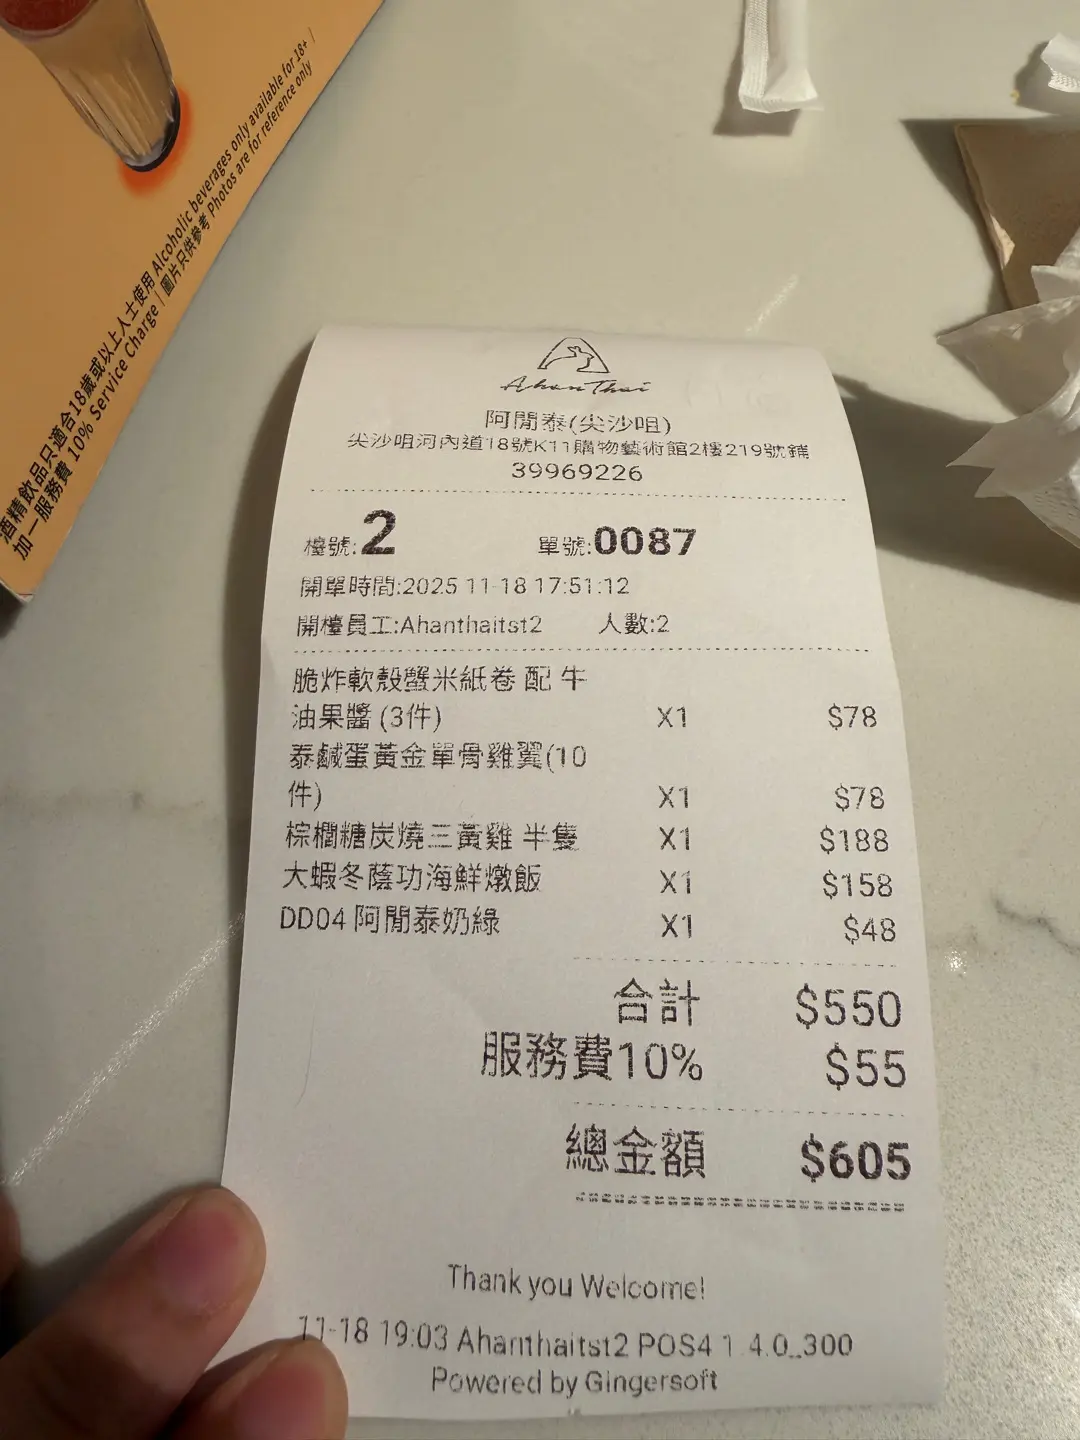 酒精飲品只適合18歲或以上人士使用 Alcoholic beverages only available for 18+ |
加一服務費 10% Service Charge | 圖片只供參考 Photos are for reference only
Ahan Thai
阿閒泰(尖沙咀)
尖沙咀河內道18號K11購物藝術館2樓219號鋪
39969226
檯號:2 單號:0087
開單時間:2025 11-18 17:51:12
開檯員工:Ahanthaitst2 人數:2
脆炸軟殼蟹米紙卷 配 牛
油果醬 (3件) X1 $78
泰鹹蛋黃金單骨雞翼(10
件) X1 $78
棕櫚糖炭燒三黃雞 半隻 X1 $188
大蝦冬蔭功海鮮燉飯 X1 $158
DD04 阿閒泰奶綠 X1 $48
合計 $550
服務費10% $55
總金額 $605
Thank you Welcome!
11-18 19:03 Ahanthaitst2 POS4 1.4.0_300
Powered by Gingersoft